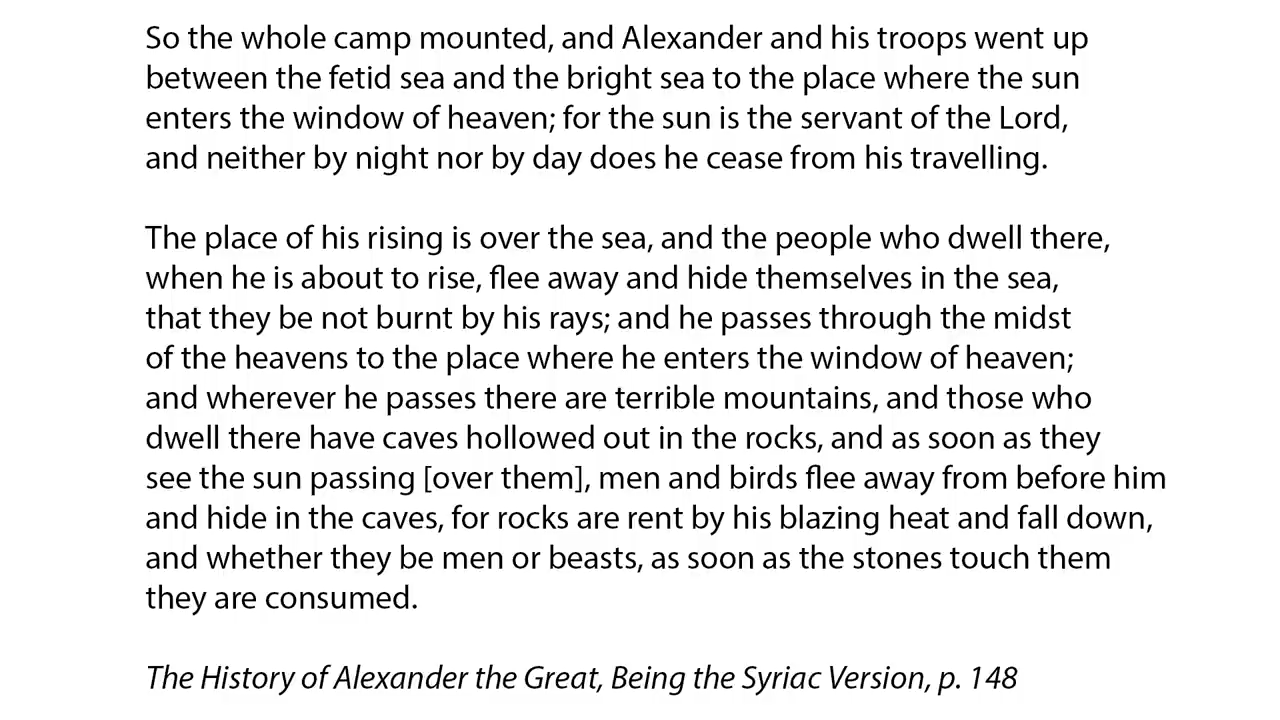 So the whole camp mounted, and Alexander and his troops went up
between the fetid sea and the bright sea to the place where the sun
enters the window of heaven; for the sun is the servant of the Lord,
and neither by night nor by day does he cease from his travelling.
The place of his rising is over the sea, and the people who dwell there,
when he is about to rise, flee away and hide themselves in the sea,
that they be not burnt by his rays; and he passes through the midst
of the heavens to the place where he enters the window of heaven;
and wherever he passes there are terrible mountains, and those who
dwell there have caves hollowed out in the rocks, and as soon as they
see the sun passing [over them], men and birds flee away from before him
and hide in the caves, for rocks are rent by his blazing heat and fall down,
and whether they be men or beasts, as soon as the stones touch them
they are consumed.
The History of Alexander the Great, Being the Syriac Version, p. 148